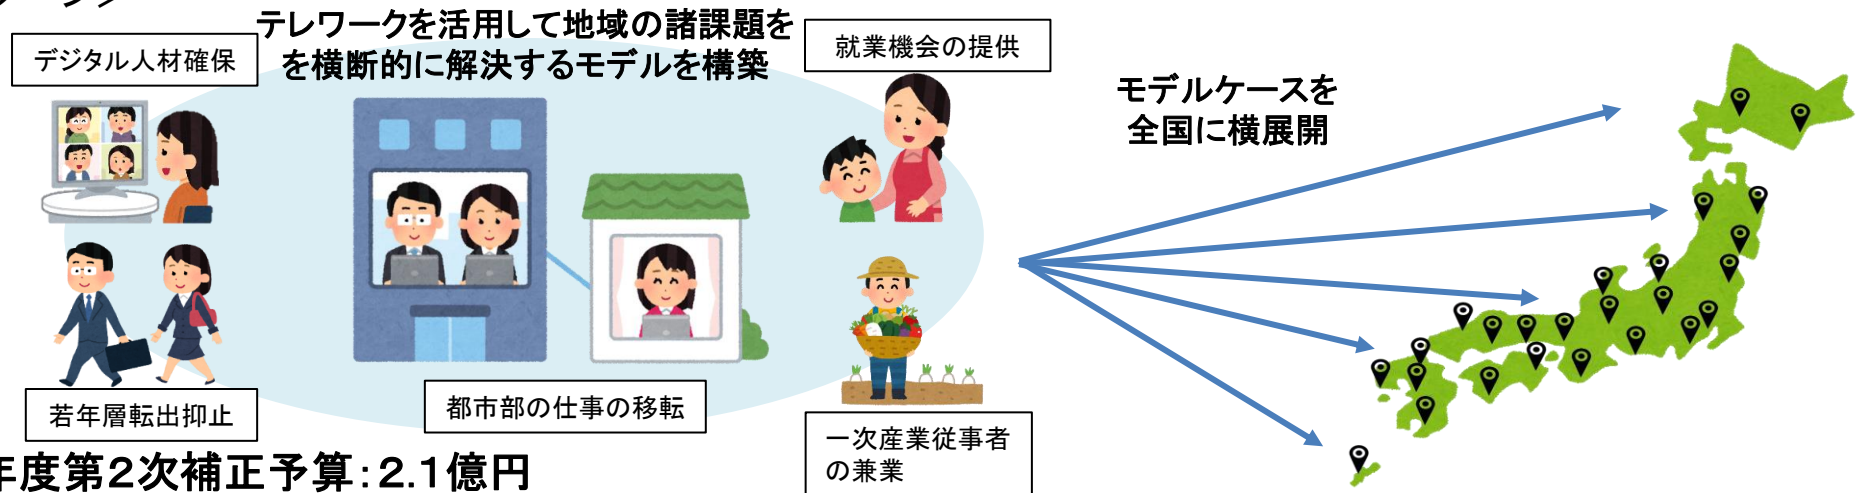 テレワークを活用して地域の諸課題を
を横断的に解決するモデルを構築
デジタル人材確保
就業機会の提供
若年層転出抑止
都市部の仕事の移転
一次産業従事者
の兼業
モデルケースを
全国に横展開
年度第2次補正予算：2.1億円